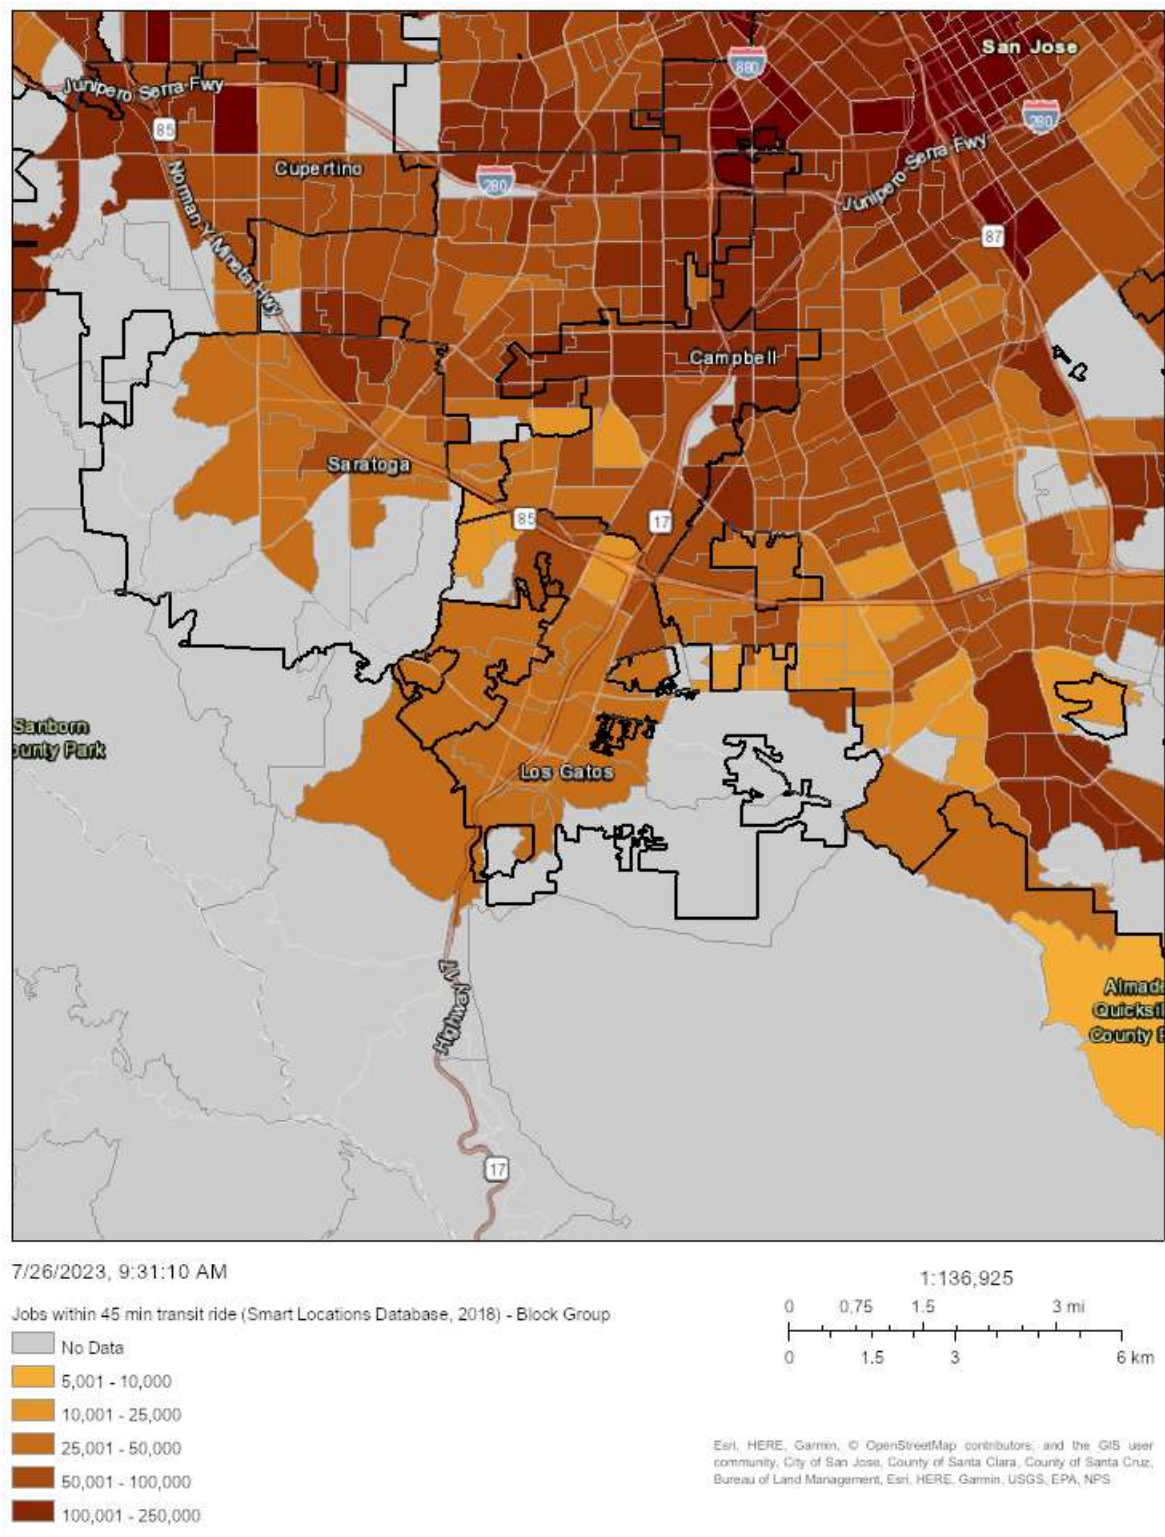 San Jose
880
Junipero Serra Fwy
280
85
Junipero Serra Fwy
Cupertino
280
Norman Y Mineta Hwy
87
Campbell
Saratoga
85
17
Sanborn
County Park
Los Gatos
Almade
Quicksil
County P
Highway
17
7/26/2023, 9:31:10 AM
1:136,925
Jobs within 45 min transit ride (Smart Locations Database, 2018) - Block Group
0 0.75 1.5 3 mi
0 1.5 3 6 km
No Data
5,001 - 10,000
10,001 - 25,000
25,001 - 50,000
50,001 - 100,000
100,001 - 250,000
Esri, HERE, Garmin, © OpenStreetMap contributors, and the GIS user
community, City of San Jose, County of Santa Clara, County of Santa Cruz,
Bureau of Land Management, Esri, HERE, Garmin, USGS, EPA, NPS